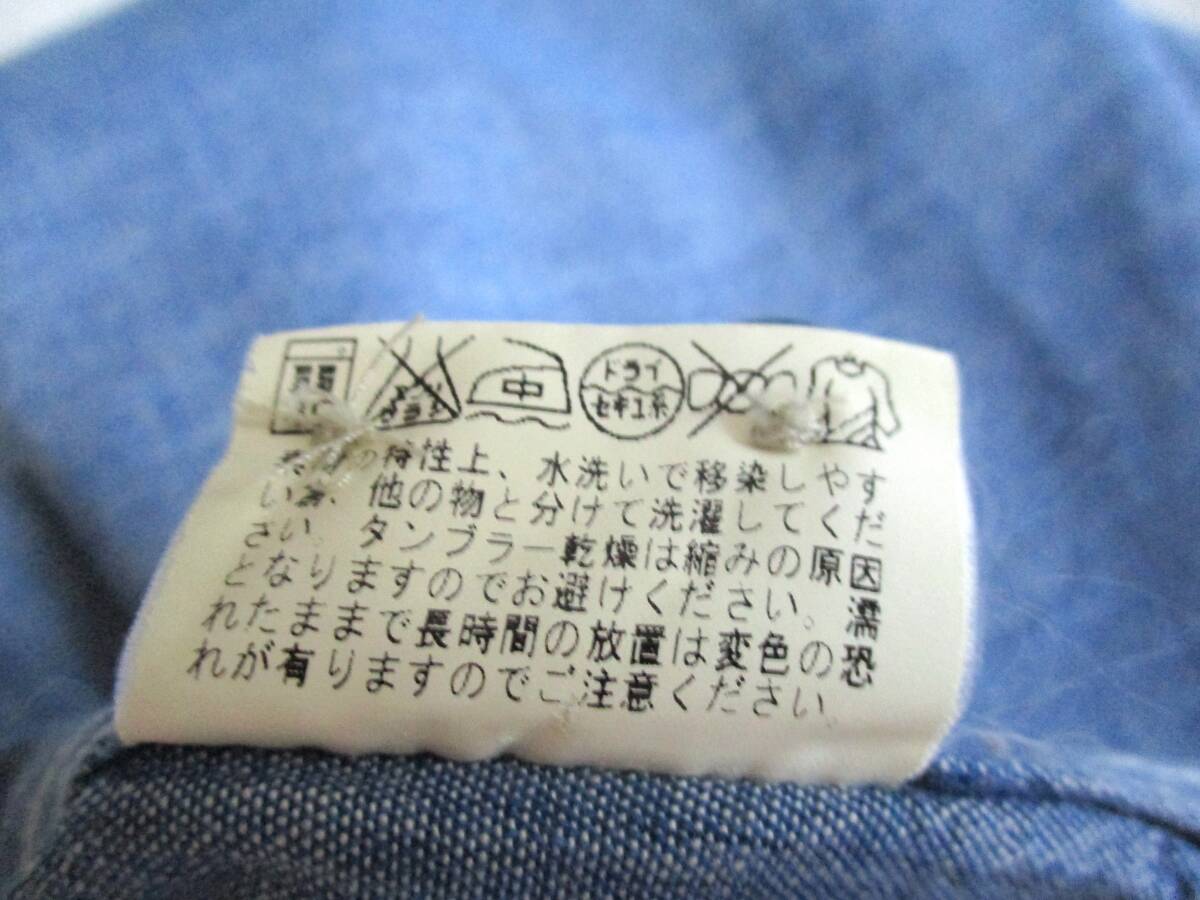 中
ドライ
セキユ系
の特性上、水洗いで移染しやす
い為、他の物と分けて洗濯してくだ
さい。タンブラー乾燥は縮みの原因
となりますのでお避けください。濡
れたままで長時間の放置は変色の恐
れが有りますのでご注意ください。